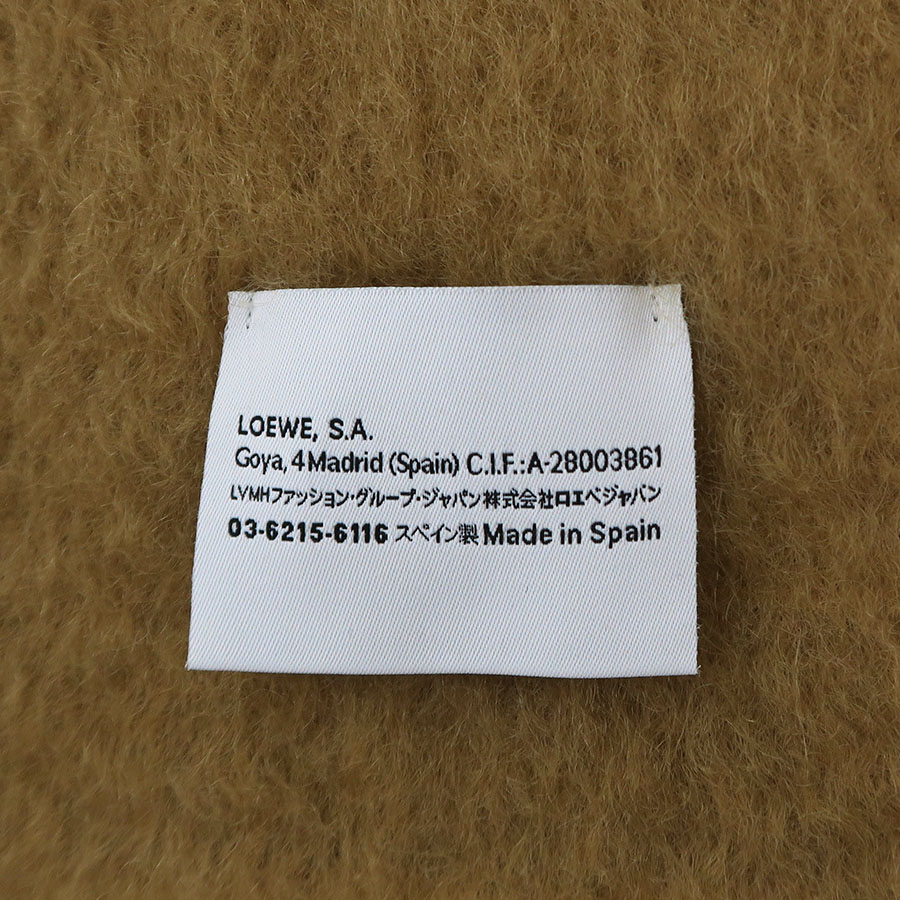 LOEWE, S.A.
Goya, 4 Madrid (Spain) C.I.F.:A-28003861
LVMHファッション・グループ・ジャパン株式会社ロエベジャパン
03-6215-6116 スペイン製 Made in Spain